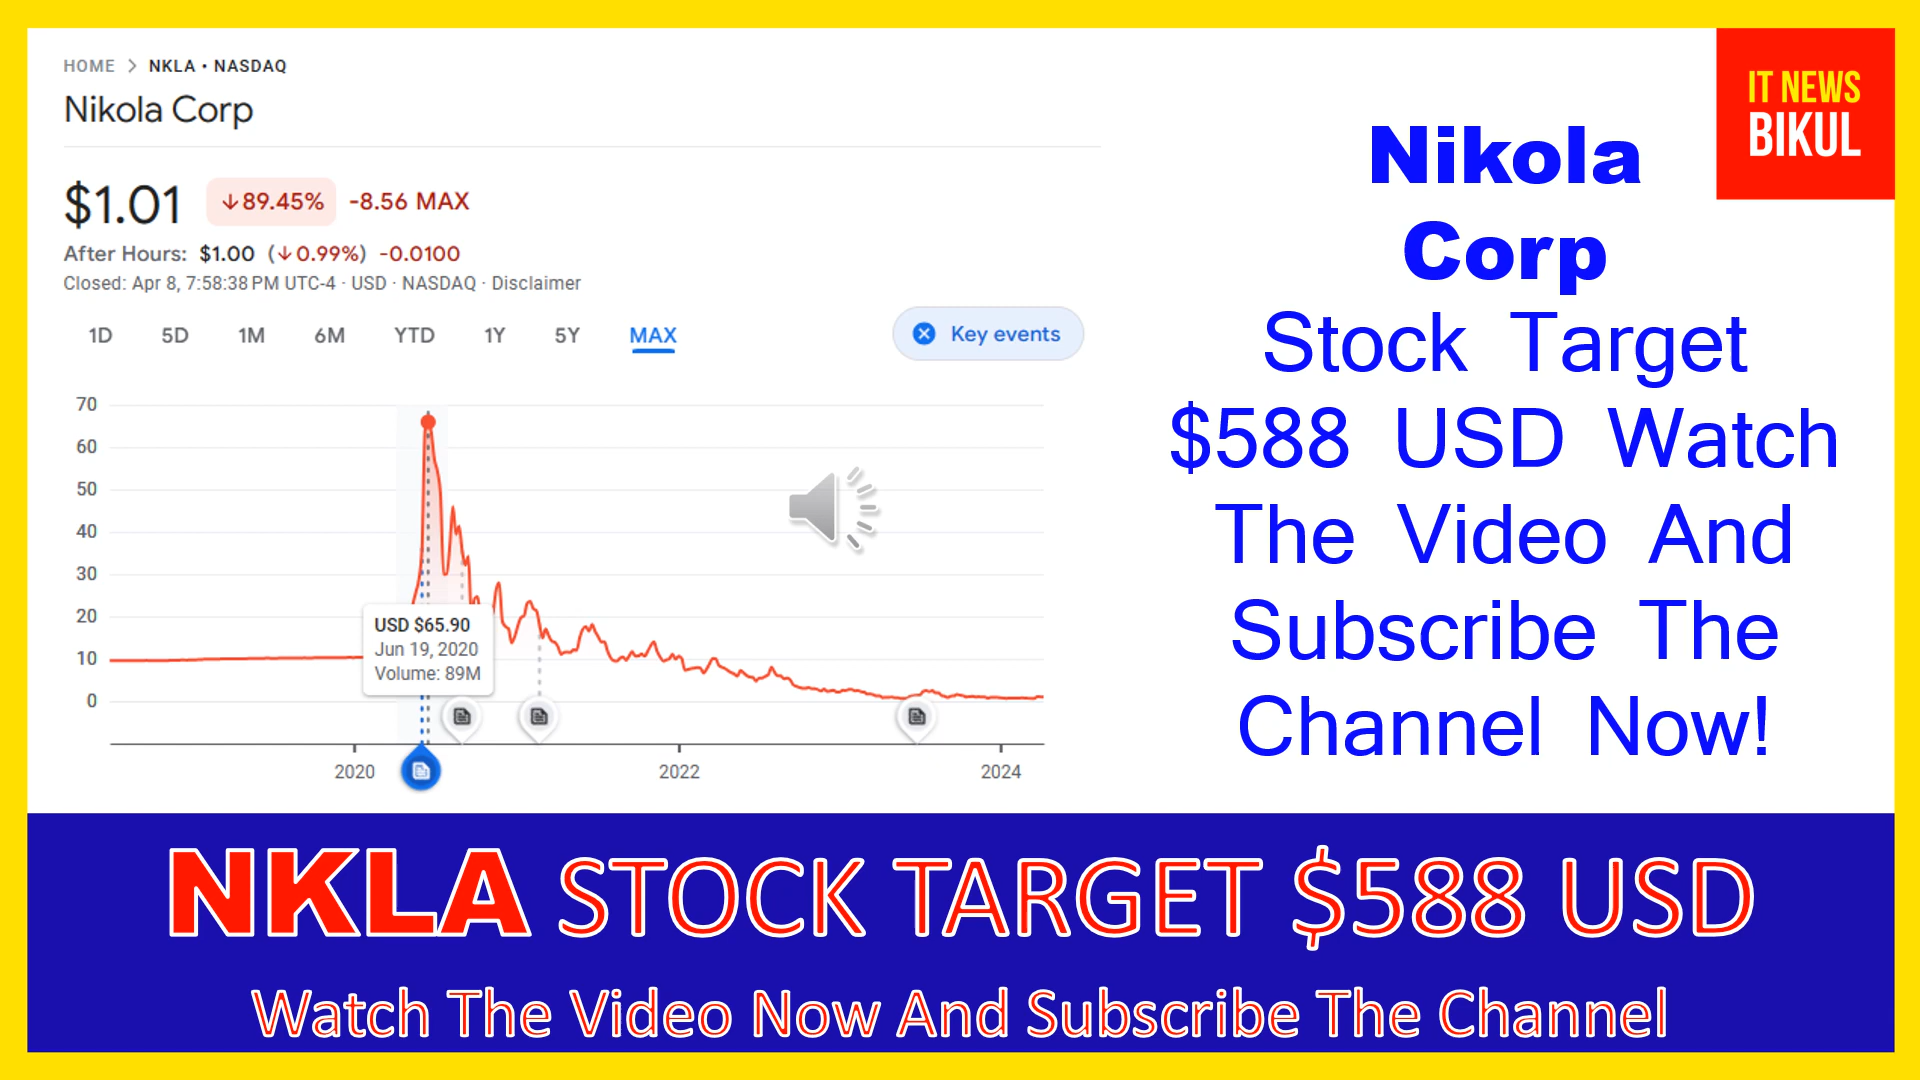 HOME > NKLA • NASDAQ
Nikola Corp
$1.01 ↓89.45% -8.56 MAX
After Hours: $1.00 (↓0.99%) -0.0100
Closed: Apr 8, 7:58:38 PM UTC-4 · USD · NASDAQ · Disclaimer
1D 5D 1M 6M YTD 1Y 5Y MAX
Key events
70
60
50
40
30
20
10
0
USD $65.90
Jun 19, 2020
Volume: 89M
2020 2022 2024
IT NEWS
BIKUL
Nikola
Corp
Stock Target
$588 USD Watch
The Video And
Subscribe The
Channel Now!
NKLA STOCK TARGET $588 USD
Watch The Video Now And Subscribe The Channel